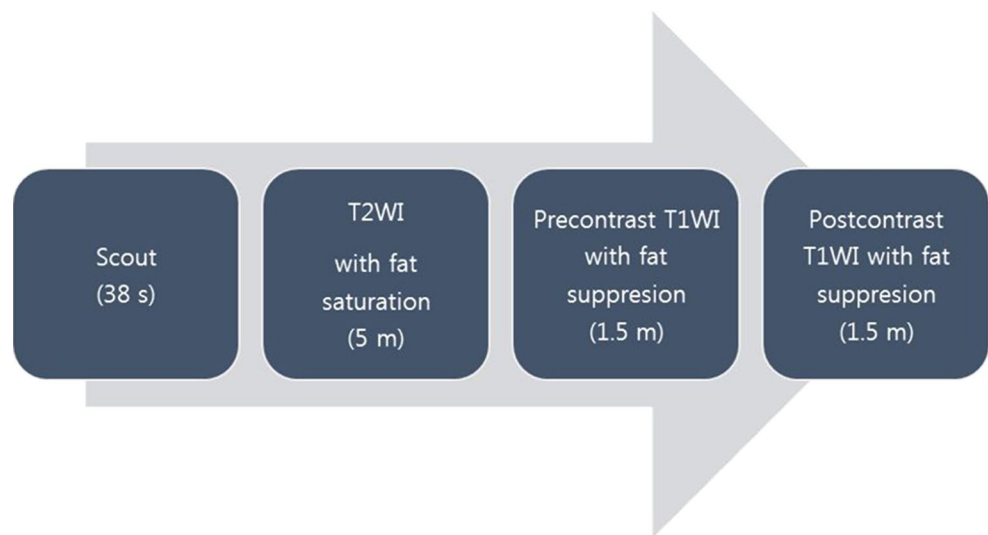 Scout
(38 s)
T2WI
with fat
saturation
(5 m)
Precontrast T1WI
with fat
suppresion
(1.5 m)
Postcontrast
T1WI with fat
suppresion
(1.5 m)